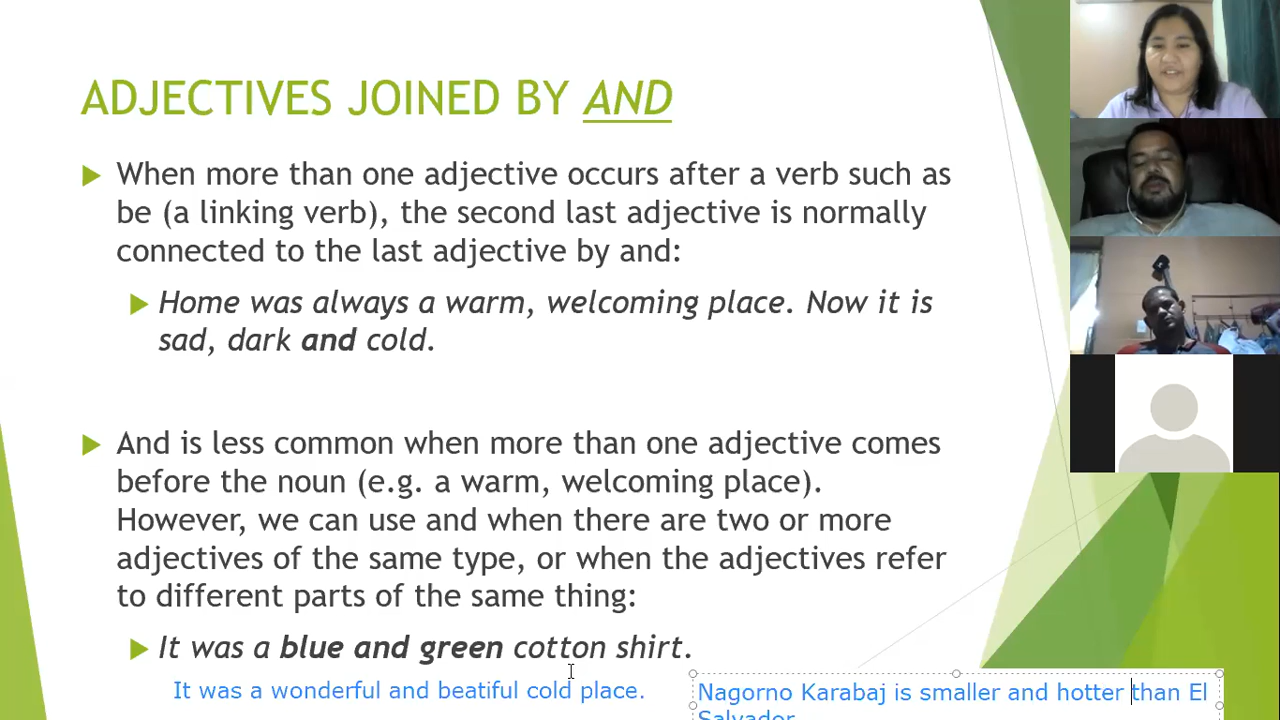 ADJECTIVES JOINED BY AND
When more than one adjective occurs after a verb such as
be (a linking verb), the second last adjective is normally
connected to the last adjective by and:
Home was always a warm, welcoming place. Now it is
sad, dark and cold.
And is less common when more than one adjective comes
before the noun (e.g. a warm, welcoming place).
However, we can use and when there are two or more
adjectives of the same type, or when the adjectives refer
to different parts of the same thing:
It was a blue and green cotton shirt.
It was a wonderful and beatiful cold place.
Nagorno Karabaj is smaller and hotter than El
Salvador